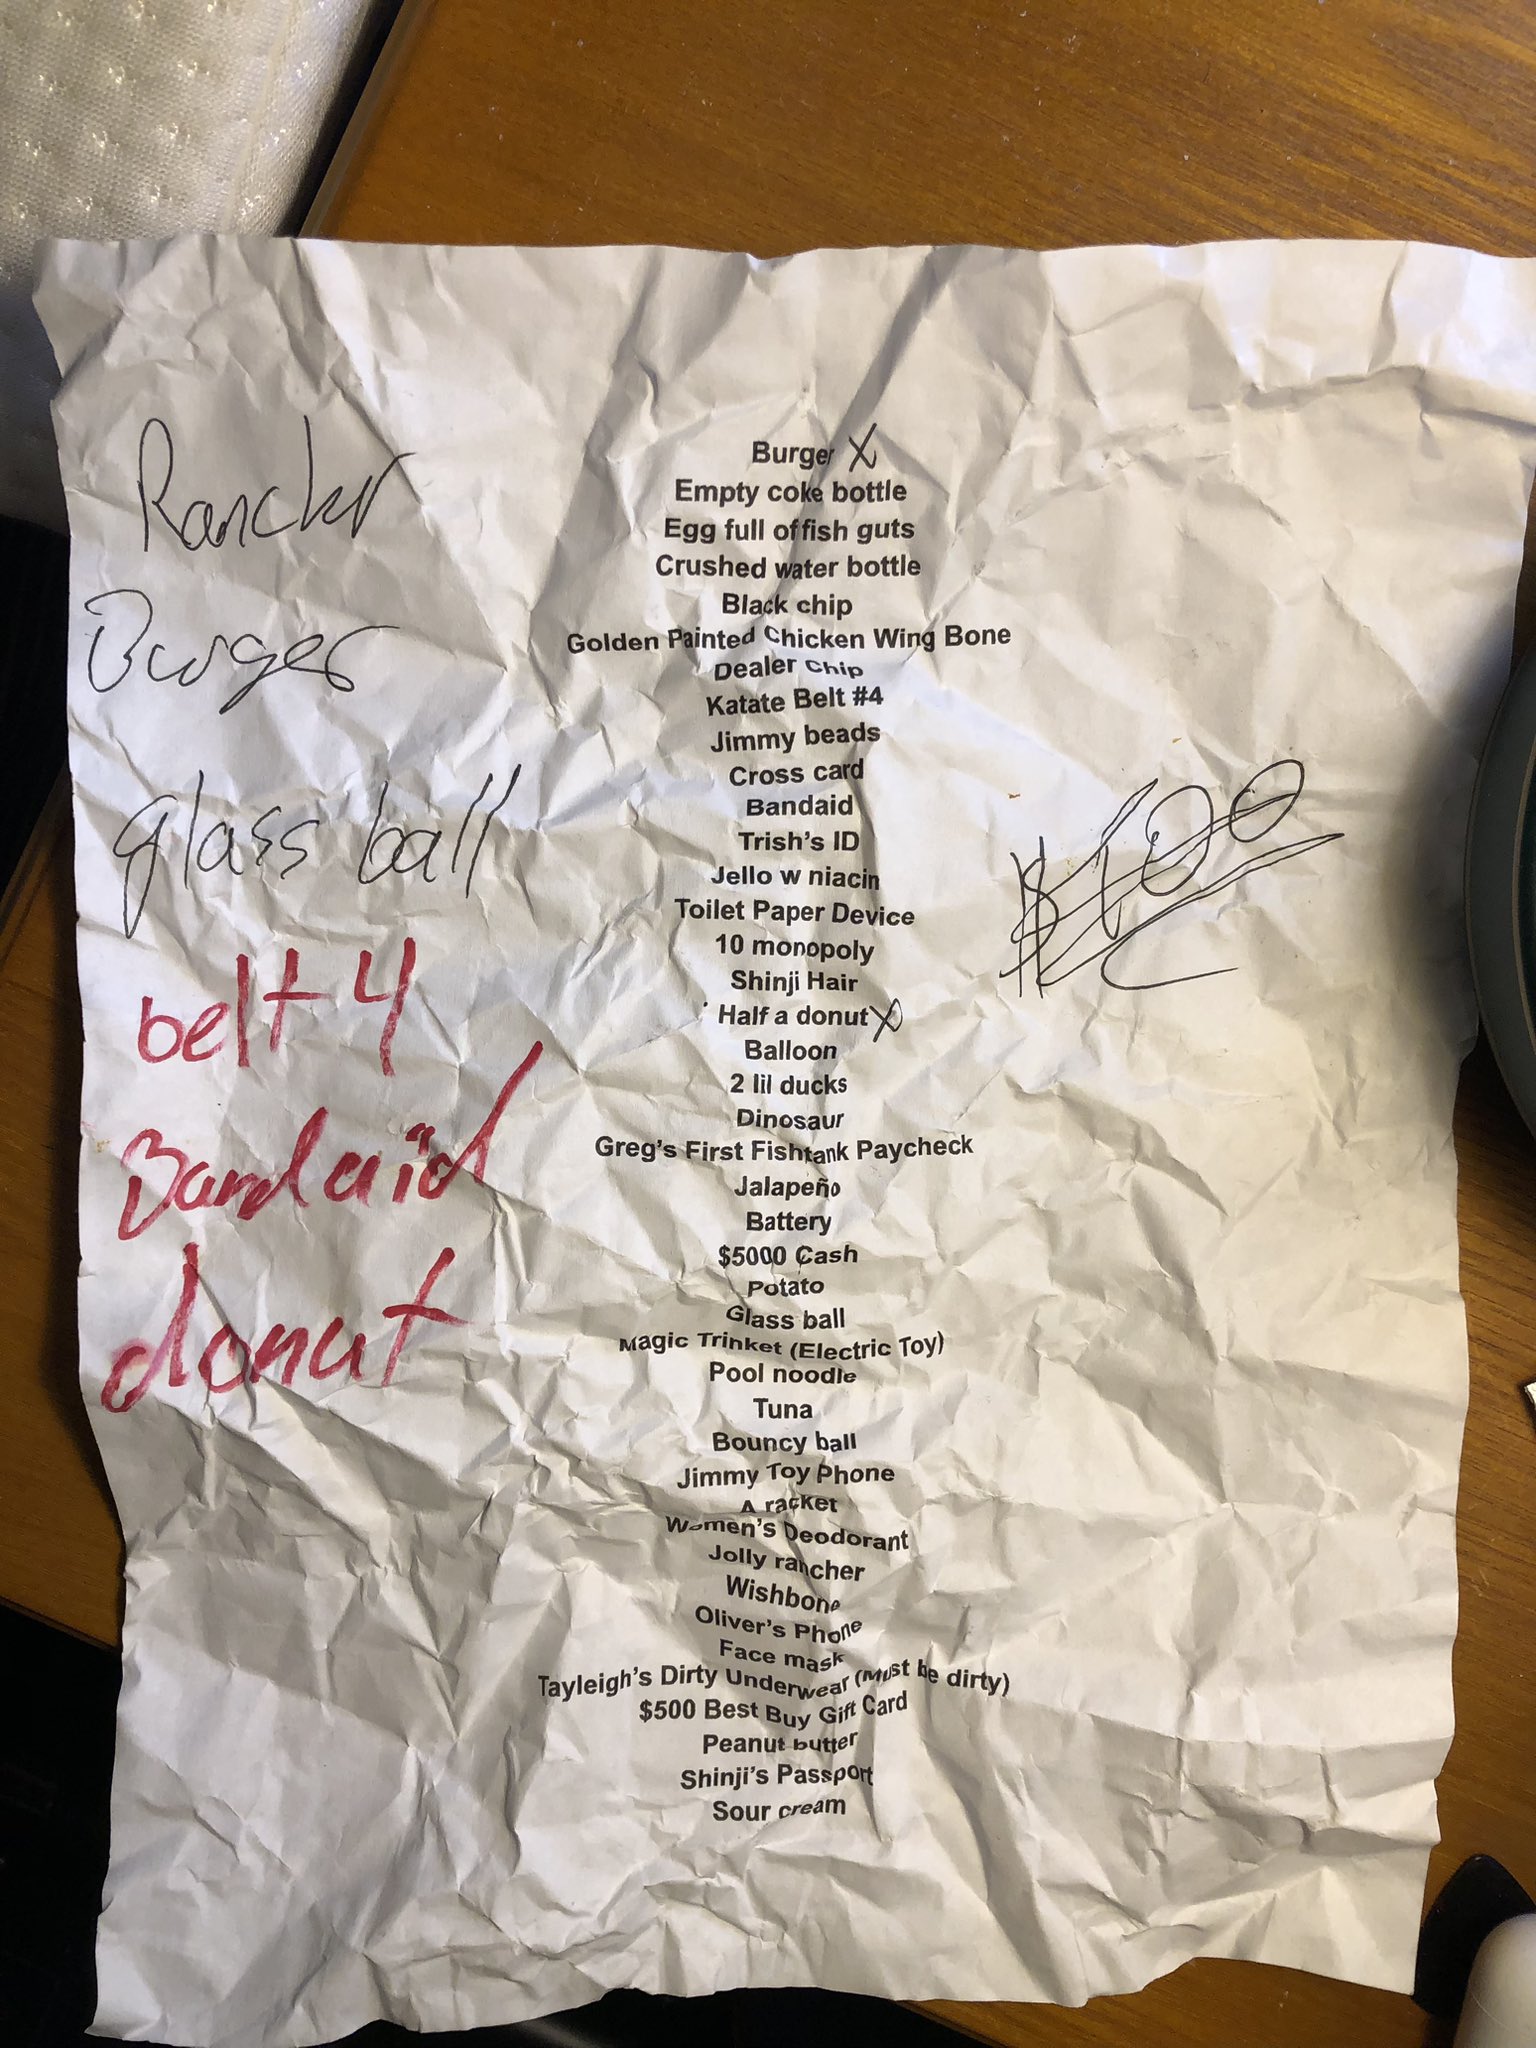 Rancher
Burger
glass ball
belt 4
Bandaid
donut
Burger X
Empty coke bottle
Egg full of fish guts
Crushed water bottle
Black chip
Golden Painted Chicken Wing Bone
Dealer Chip
Katate Belt #4
Jimmy beads
Cross card
Bandaid
Trish's ID
Jello w niacin
Toilet Paper Device
10 monopoly
Shinji Hair
Half a donut X
Balloon
2 lil ducks
Dinosaur
Greg's First Fishtank Paycheck
Jalapeño
Battery
$5000 Cash
Potato
Glass ball
Magic Trinket (Electric Toy)
Pool noodle
Tuna
Bouncy ball
Jimmy Toy Phone
A racket
Women's Deodorant
Jolly rancher
Wishbone
Oliver's Phone
Face mask
Tayleigh's Dirty Underwear (Must be dirty)
$500 Best Buy Gift Card
Peanut butter
Shinji's Passport
Sour cream